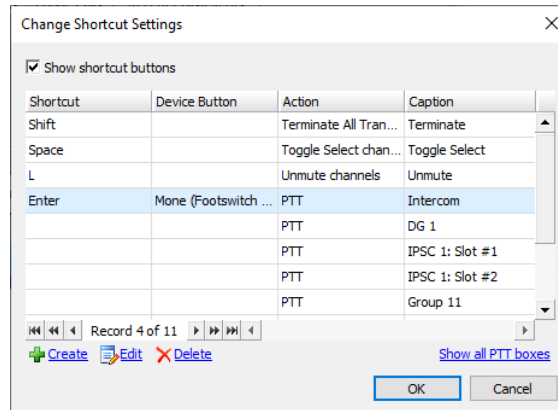 Change Shortcut Settings
Show shortcut buttons
Shortcut Device Button Action Caption
Shift Terminate All Tran... Terminate
Space Toggle Select chan... Toggle Select
L Unmute channels Unmute
Enter Mone (Footswitch ... PTT Intercom
PTT DG 1
PTT IPSC 1: Slot #1
PTT IPSC 1: Slot #2
PTT Group 11
Record 4 of 11
Create Edit Delete Show all PTT boxes
OK Cancel